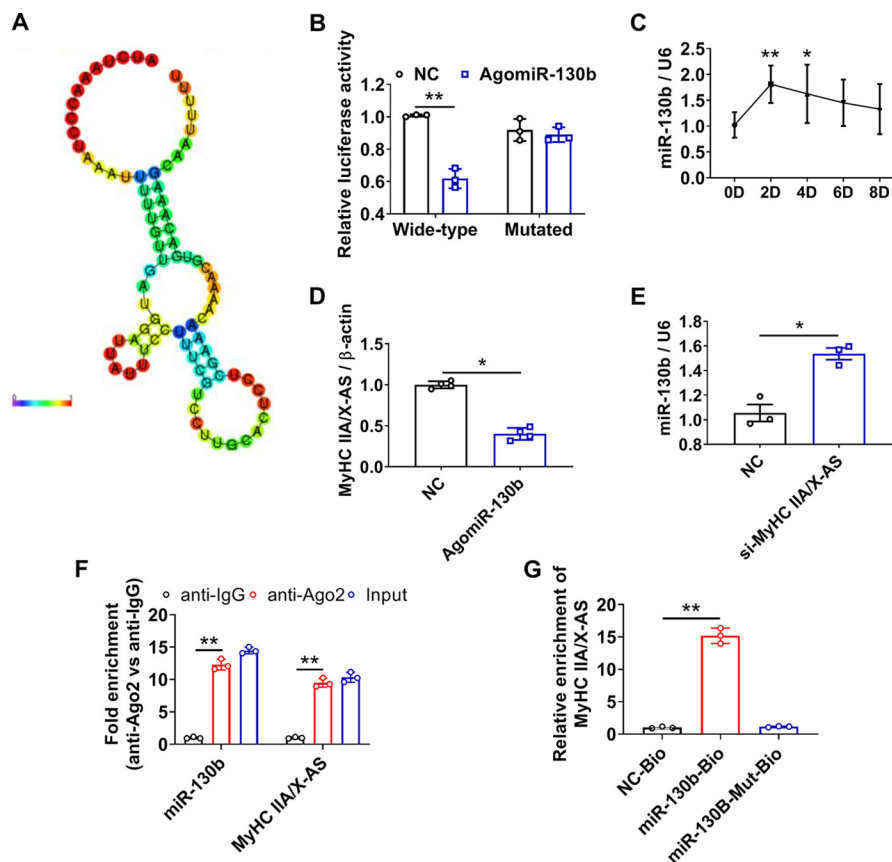 A
B
NC AgomiR-130b
Relative luciferase activity
**
1.2
1.0
0.8
0.6
0.4
Wide-type Mutated
C
miR-130b / U6
** *
2.5
2.0
1.5
1.0
0.5
0.0
0D 2D 4D 6D 8D
D
MyHC IIA/X-AS / β-actin
*
1.5
1.0
0.5
0.0
NC
AgomiR-130b
E
miR-130b / U6
*
1.8
1.6
1.4
1.2
1.0
0.8
NC
si-MyHC IIA/X-AS
F
anti-IgG anti-Ago2 Input
Fold enrichment
(anti-Ago2 vs anti-IgG)
** **
20
15
10
5
0
miR-130b
MyHC IIA/X-AS
G
Relative enrichment of
MyHC IIA/X-AS
**
20
15
10
5
0
NC-Bio
miR-130b-Bio
miR-130B-Mut-Bio